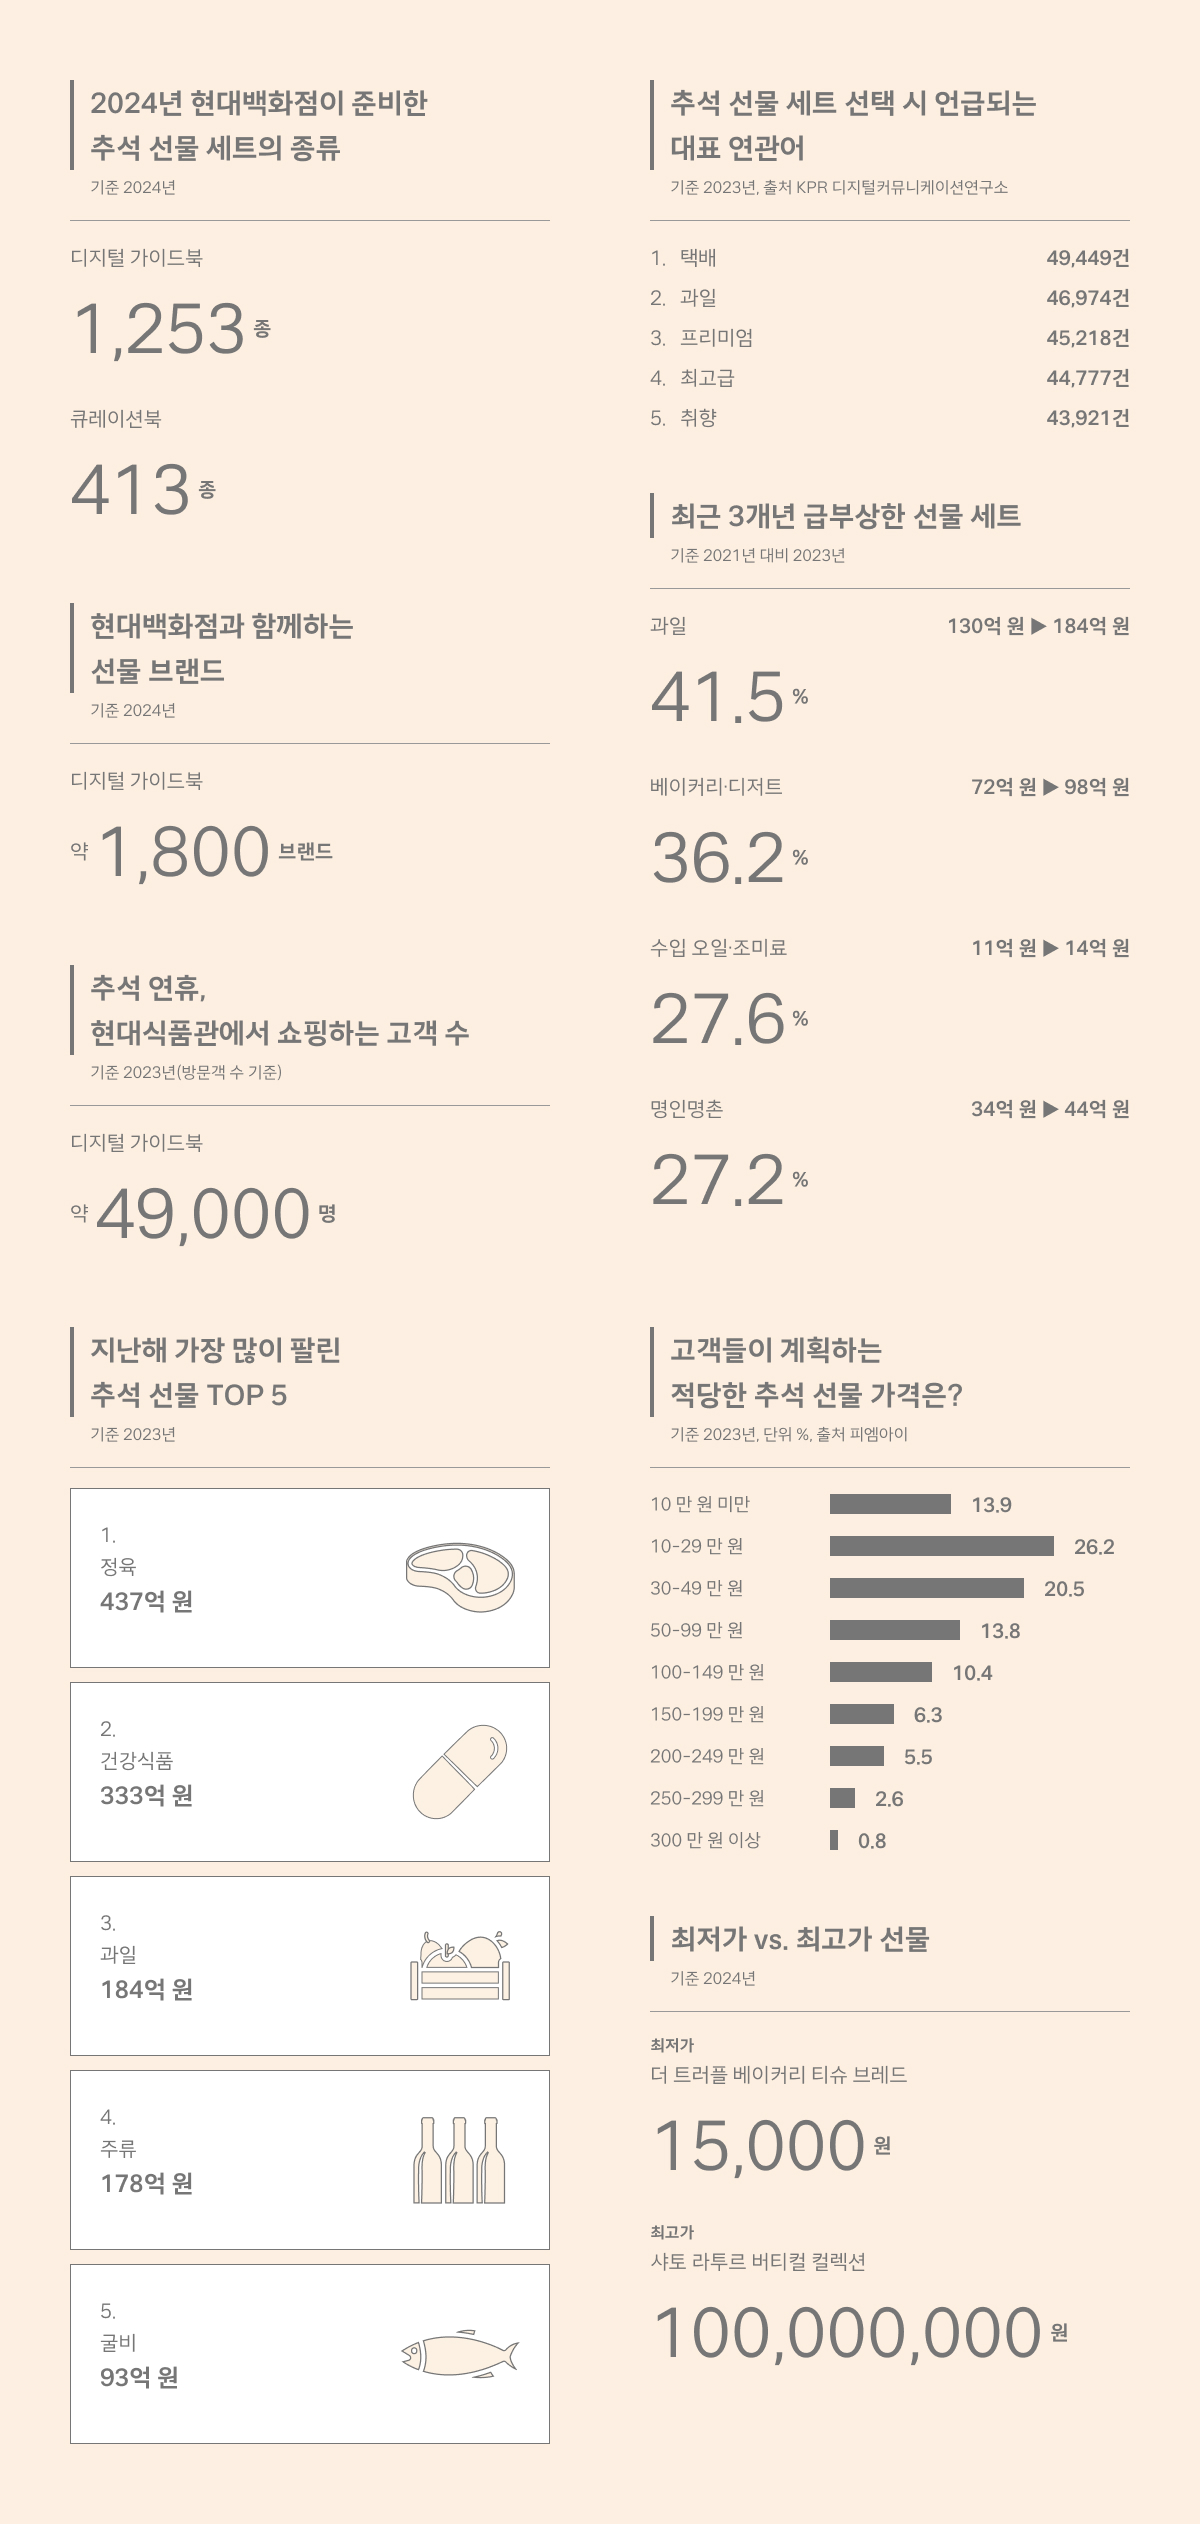 2024년 현대백화점이 준비한
추석 선물 세트의 종류
기준 2024년
디지털 가이드북
1,253 종
큐레이션북
413 종
현대백화점과 함께하는
선물 브랜드
기준 2024년
디지털 가이드북
약 1,800 브랜드
추석 연휴,
현대식품관에서 쇼핑하는 고객 수
기준 2023년(방문객 수 기준)
디지털 가이드북
약 49,000 명
추석 선물 세트 선택 시 언급되는
대표 연관어
기준 2023년, 출처 KPR 디지털커뮤니케이션연구소
1. 택배 49,449건
2. 과일 46,974건
3. 프리미엄 45,218건
4. 최고급 44,777건
5. 취향 43,921건
최근 3개년 급부상한 선물 세트
기준 2021년 대비 2023년
과일 130억 원 ▶ 184억 원
41.5 %
베이커리·디저트 72억 원 ▶ 98억 원
36.2 %
수입 오일·조미료 11억 원 ▶ 14억 원
27.6 %
명인명촌 34억 원 ▶ 44억 원
27.2 %
지난해 가장 많이 팔린
추석 선물 TOP 5
기준 2023년
1.
정육
437억 원
2.
건강식품
333억 원
3.
과일
184억 원
4.
주류
178억 원
5.
굴비
93억 원
고객들이 계획하는
적당한 추석 선물 가격은?
기준 2023년, 단위 %, 출처 피엠아이
10 만 원 미만 13.9
10-29 만 원 26.2
30-49 만 원 20.5
50-99 만 원 13.8
100-149 만 원 10.4
150-199 만 원 6.3
200-249 만 원 5.5
250-299 만 원 2.6
300 만 원 이상 0.8
최저가 vs. 최고가 선물
기준 2024년
최저가
더 트러플 베이커리 티슈 브레드
15,000 원
최고가
샤토 라투르 버티컬 컬렉션
100,000,000 원